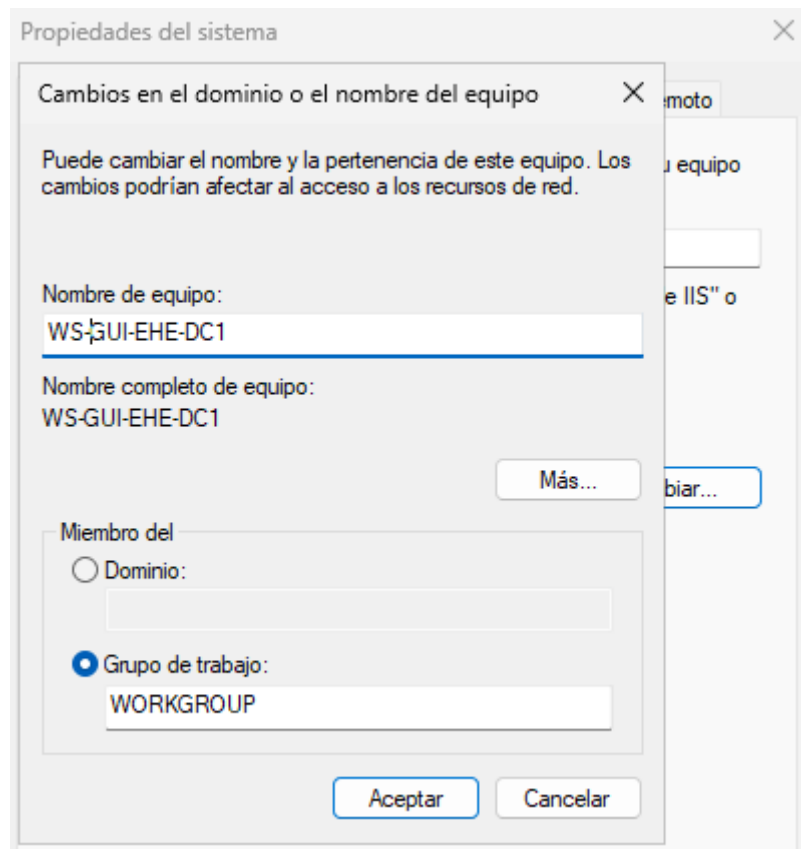 Propiedades del sistema
Cambios en el dominio o el nombre del equipo
emoto
Puede cambiar el nombre y la pertenencia de este equipo. Los
cambios podrían afectar al acceso a los recursos de red.
u equipo
Nombre de equipo:
e IIS" o
WS-GUI-EHE-DC1
Nombre completo de equipo:
WS-GUI-EHE-DC1
Más...
biar...
Miembro del
Dominio:
Grupo de trabajo:
WORKGROUP
Aceptar Cancelar